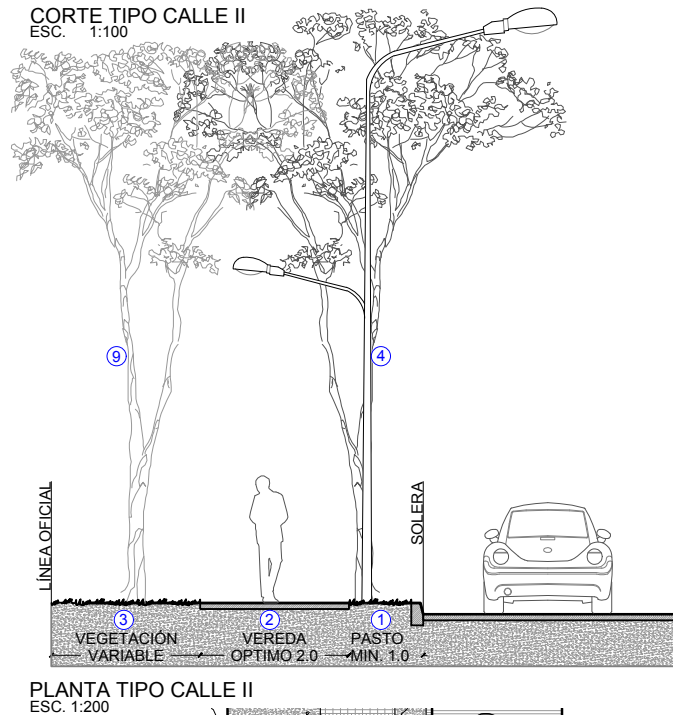 CORTE TIPO CALLE II
ESC. 1:100
9
4
LÍNEA OFICIAL
SOLERA
3
2
1
VEGETACIÓN
VARIABLE
VEREDA
OPTIMO 2.0
PASTO
MIN. 1.0
PLANTA TIPO CALLE II
ESC. 1:200